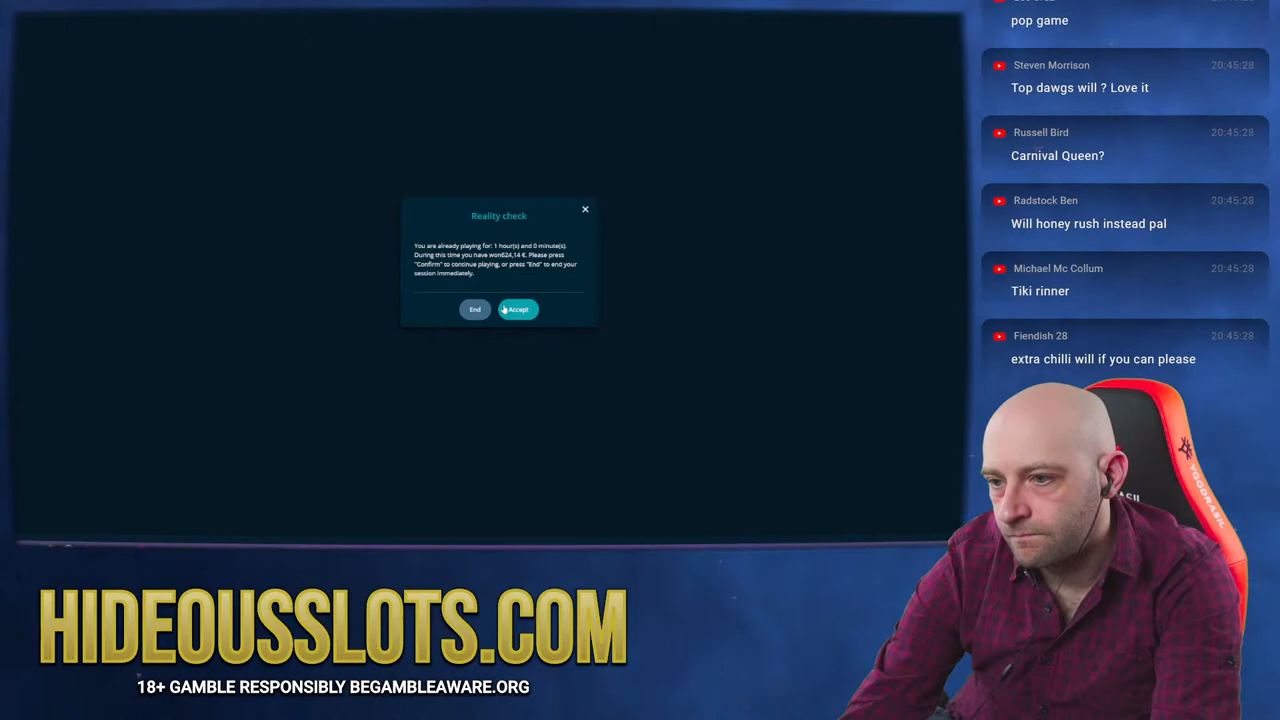 Reality check
You are already playing for: 1 hour(s) and 0 minute(s).
During this time you have won624,14 €. Please press
"Confirm" to continue playing, or press "End" to end your
session immediately.
End
Accept
pop game
Steven Morrison
20:45:28
Top dawgs will ? Love it
Russell Bird
20:45:28
Carnival Queen?
Radstock Ben
20:45:28
Will honey rush instead pal
Michael Mc Collum
20:45:28
Tiki rinner
Fiendish 28
20:45:28
extra chilli will if you can please
YGGDRASIL
HIDEOUSSLOTS.COM
18+ GAMBLE RESPONSIBLY BEGAMBLEAWARE.ORG